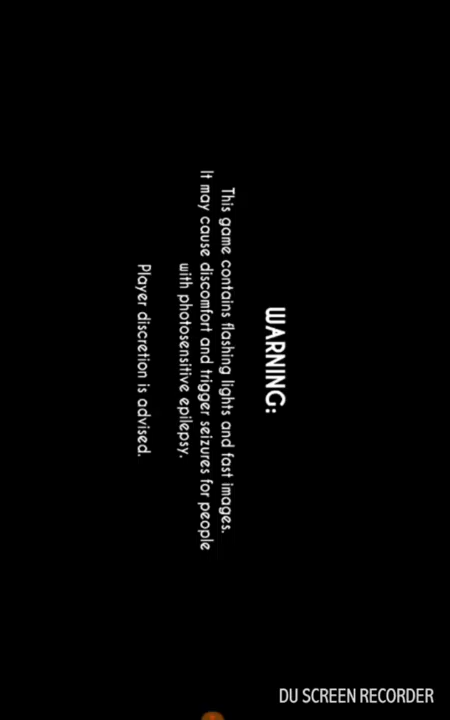 WARNING:
This game contains flashing lights and fast images.
It may cause discomfort and trigger seizures for people
with photosensitive epilepsy.
Player discretion is advised.
DU SCREEN RECORDER